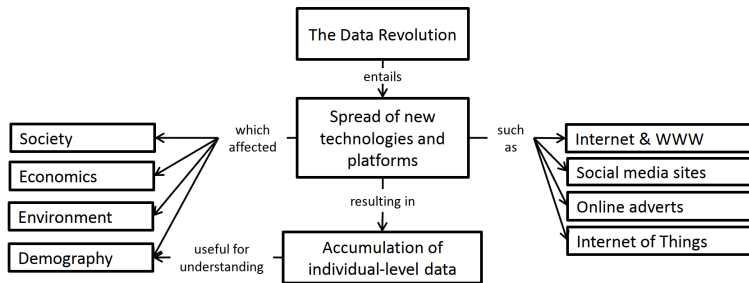 The Data Revolution
entails
Spread of new
technologies and
platforms
which
affected
such
as
Society
Economics
Environment
Demography
Internet & WWW
Social media sites
Online adverts
Internet of Things
resulting in
Accumulation of
individual-level data
useful for
understanding